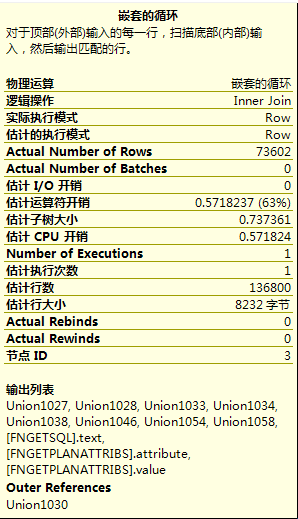 嵌套的循环
对于顶部(外部)输入的每一行，扫描底部(内部)输
入，然后输出匹配的行。
物理运算 嵌套的循环
逻辑操作 Inner Join
实际执行模式 Row
估计的执行模式 Row
Actual Number of Rows 73602
Actual Number of Batches 0
估计 I/O 开销 0
估计运算符开销 0.5718237 (63%)
估计子树大小 0.737361
估计 CPU 开销 0.571824
Number of Executions 1
估计执行次数 1
估计行数 136800
估计行大小 8232 字节
Actual Rebinds 0
Actual Rewinds 0
节点 ID 3
输出列表
Union1027, Union1028, Union1033, Union1034,
Union1038, Union1046, Union1054, Union1058,
[FNGETSQL].text,
[FNGETPLANATTRIBS].attribute,
[FNGETPLANATTRIBS].value
Outer References
Union1030